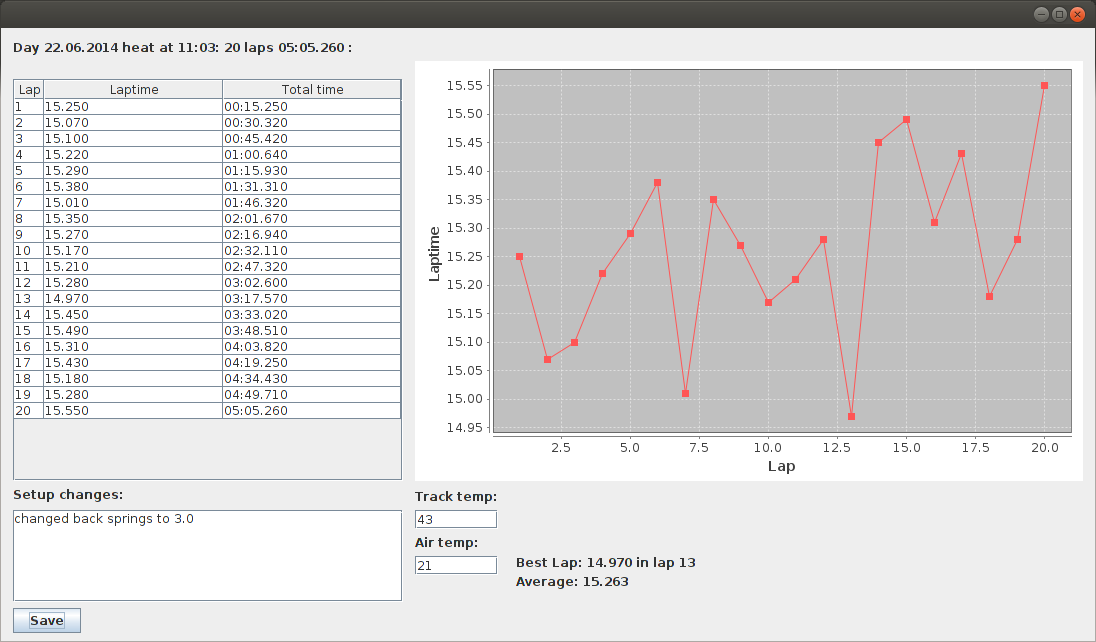 Day 22.06.2014 heat at 11:03: 20 laps 05:05.260 :
Lap Laptime Total time
1 15.250 00:15.250
2 15.070 00:30.320
3 15.100 00:45.420
4 15.220 01:00.640
5 15.290 01:15.930
6 15.380 01:31.310
7 15.010 01:46.320
8 15.350 02:01.670
9 15.270 02:16.940
10 15.170 02:32.110
11 15.210 02:47.320
12 15.280 03:02.600
13 14.970 03:17.570
14 15.450 03:33.020
15 15.490 03:48.510
16 15.310 04:03.820
17 15.430 04:19.250
18 15.180 04:34.430
19 15.280 04:49.710
20 15.550 05:05.260
Laptime
15.55
15.50
15.45
15.40
15.35
15.30
15.25
15.20
15.15
15.10
15.05
15.00
14.95
2.5 5.0 7.5 10.0 12.5 15.0 17.5 20.0
Lap
Setup changes:
changed back springs to 3.0
Save
Track temp:
43
Air temp:
21
Best Lap: 14.970 in lap 13
Average: 15.263